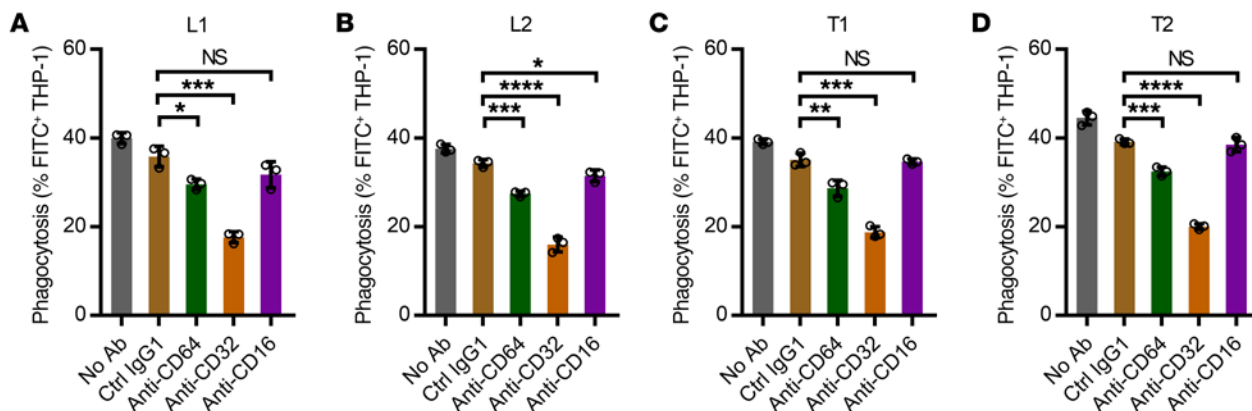 A
L1
Phagocytosis (% FITC⁺ THP-1)
60
40
20
0
NS
***
*
No Ab
Ctrl IgG1
Anti-CD64
Anti-CD32
Anti-CD16
B
L2
Phagocytosis (% FITC⁺ THP-1)
60
40
20
0
*
****
***
No Ab
Ctrl IgG1
Anti-CD64
Anti-CD32
Anti-CD16
C
T1
Phagocytosis (% FITC⁺ THP-1)
60
40
20
0
NS
***
**
No Ab
Ctrl IgG1
Anti-CD64
Anti-CD32
Anti-CD16
D
T2
Phagocytosis (% FITC⁺ THP-1)
60
40
20
0
NS
****
***
No Ab
Ctrl IgG1
Anti-CD64
Anti-CD32
Anti-CD16